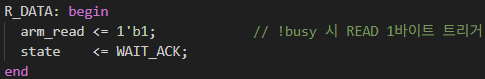 R_DATA: begin
  arm_read <= 1'b1;             // !busy 시 READ 1바이트 트리거
  state    <= WAIT_ACK;
end